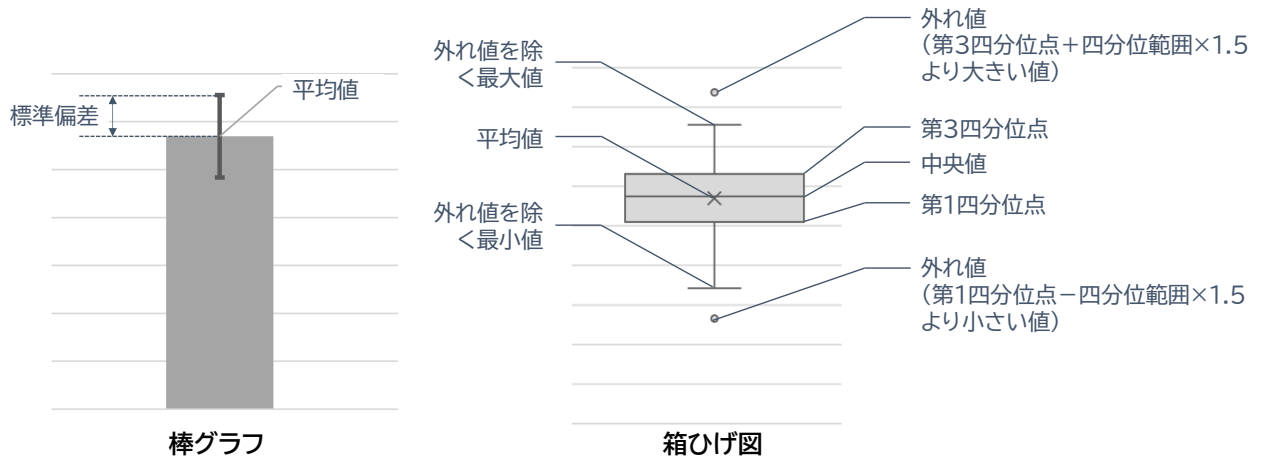 平均値
標準偏差
棒グラフ
外れ値を除
く最大値
平均値
外れ値を除
く最小値
外れ値
（第3四分位点＋四分位範囲×1.5
より大きい値）
第3四分位点
中央値
第1四分位点
外れ値
（第1四分位点－四分位範囲×1.5
より小さい値）
箱ひげ図